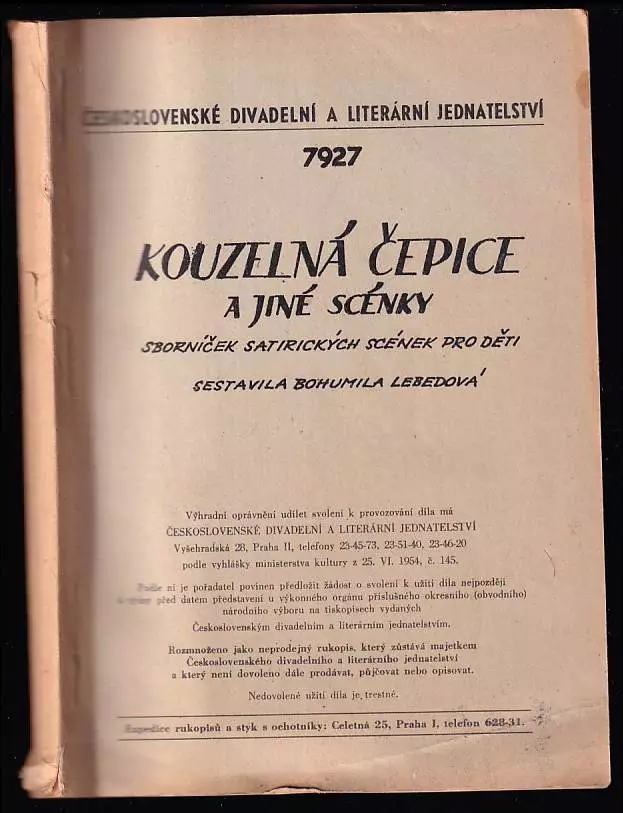 ČESKOSLOVENSKÉ DIVADELNÍ A LITERÁRNÍ JEDNATELSTVÍ
7927
KOUZELNÁ ČEPICE
A JINÉ SCÉNKY
SBORNÍČEK SATIRICKÝCH SCÉNEK PRO DĚTI
SESTAVILA BOHUMILA LEBEDOVÁ
Výhradní oprávnění udílet svolení k provozování díla má
ČESKOSLOVENSKÉ DIVADELNÍ A LITERÁRNÍ JEDNATELSTVÍ
Vyšehradská 28, Praha II, telefony 23-45-73, 23-51-40, 23-46-20
podle vyhlášky ministerstva kultury z 25. VI. 1954, č. 145.
Podle ní je pořadatel povinen předložit žádost o svolení k užití díla nejpozději
před datem představení u výkonného orgánu příslušného okresního (obvodního)
národního výboru na tiskopisech vydaných
Československým divadelním a literárním jednatelstvím.
Rozmnoženo jako neprodejný rukopis, který zůstává majetkem
Československého divadelního a literárního jednatelství
a který není dovoleno dále prodávat, půjčovat nebo opisovat.
Nedovolené užití díla je trestné.
Expedice rukopisů a styk s ochotníky: Celetná 25, Praha I, telefon 628-31.